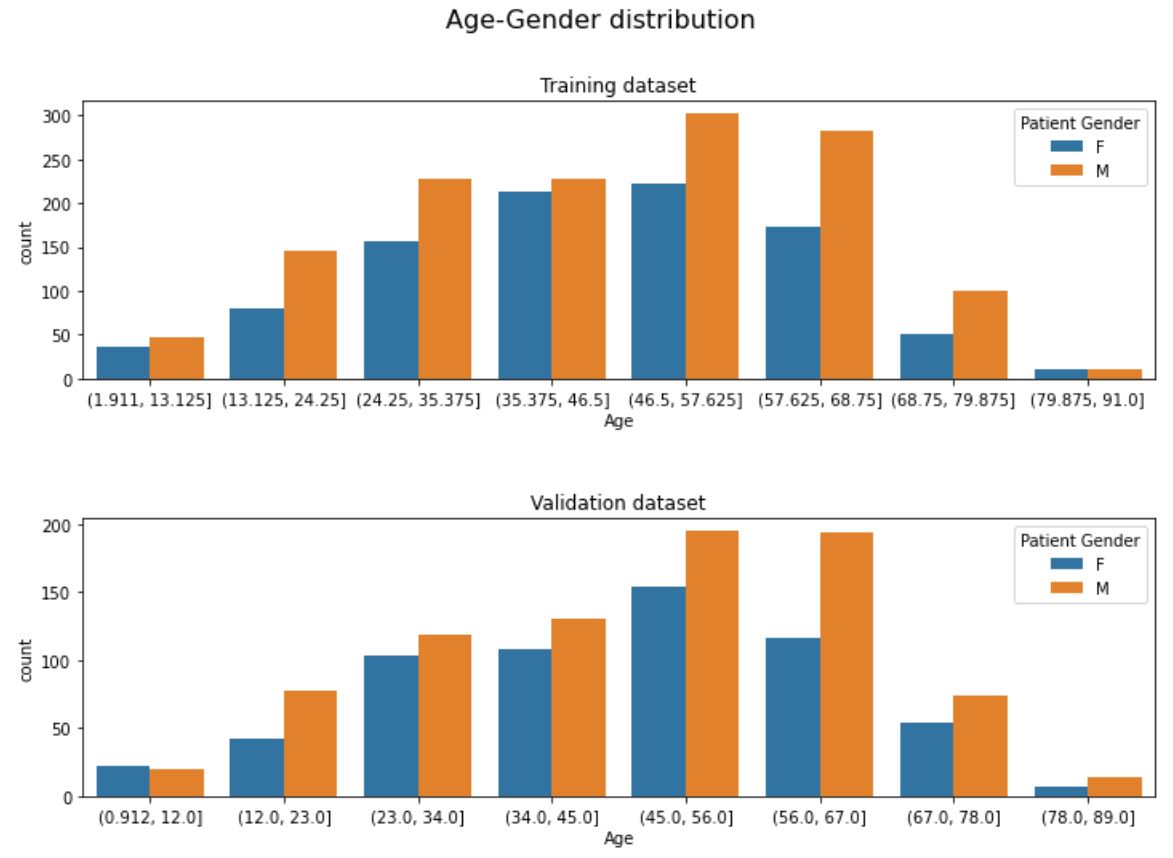 Age-Gender distribution
Training dataset
300
250
200
150
100
50
0
count
Patient Gender
F
M
(1.911, 13.125] (13.125, 24.25] (24.25, 35.375] (35.375, 46.5] (46.5, 57.625] (57.625, 68.75] (68.75, 79.875] (79.875, 91.0]
Age
Validation dataset
200
150
100
50
0
count
Patient Gender
F
M
(0.912, 12.0] (12.0, 23.0] (23.0, 34.0] (34.0, 45.0] (45.0, 56.0] (56.0, 67.0] (67.0, 78.0] (78.0, 89.0]
Age